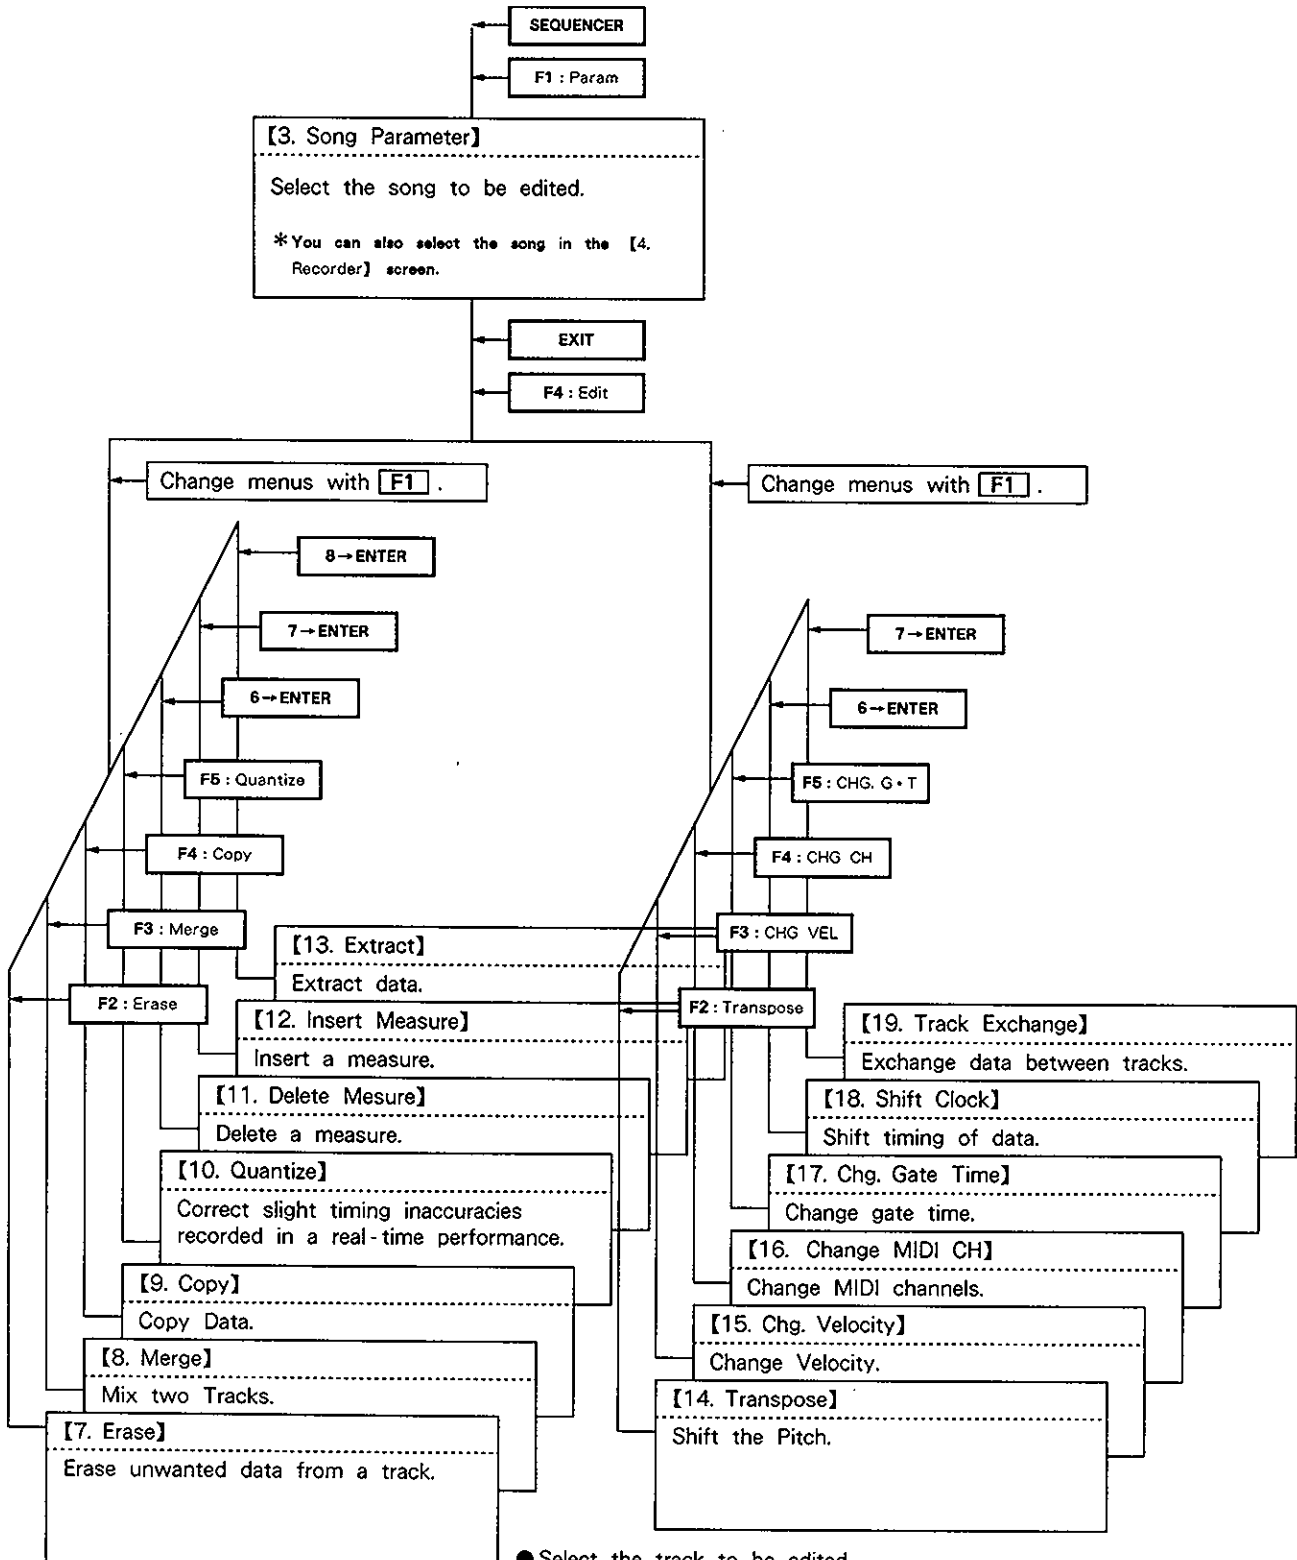 SEQUENCER
F1 : Param
【3. Song Parameter】
Select the song to be edited.
*You can also select the song in the 【4.
Recorder】 screen.
EXIT
F4 : Edit
Change menus with F1 .
Change menus with F1 .
8→ENTER
7→ENTER
6→ENTER
F5 : Quantize
F4 : Copy
F3 : Merge
F2 : Erase
7→ENTER
6→ENTER
F5 : CHG. G・T
F4 : CHG CH
F3 : CHG VEL
F2 : Transpose
【13. Extract】
Extract data.
【12. Insert Measure】
Insert a measure.
【11. Delete Mesure】
Delete a measure.
【10. Quantize】
Correct slight timing inaccuracies
recorded in a real-time performance.
【9. Copy】
Copy Data.
【8. Merge】
Mix two Tracks.
【7. Erase】
Erase unwanted data from a track.
【19. Track Exchange】
Exchange data between tracks.
【18. Shift Clock】
Shift timing of data.
【17. Chg. Gate Time】
Change gate time.
【16. Change MIDI CH】
Change MIDI channels.
【15. Chg. Velocity】
Change Velocity.
【14. Transpose】
Shift the Pitch.
●Select the track to be edited